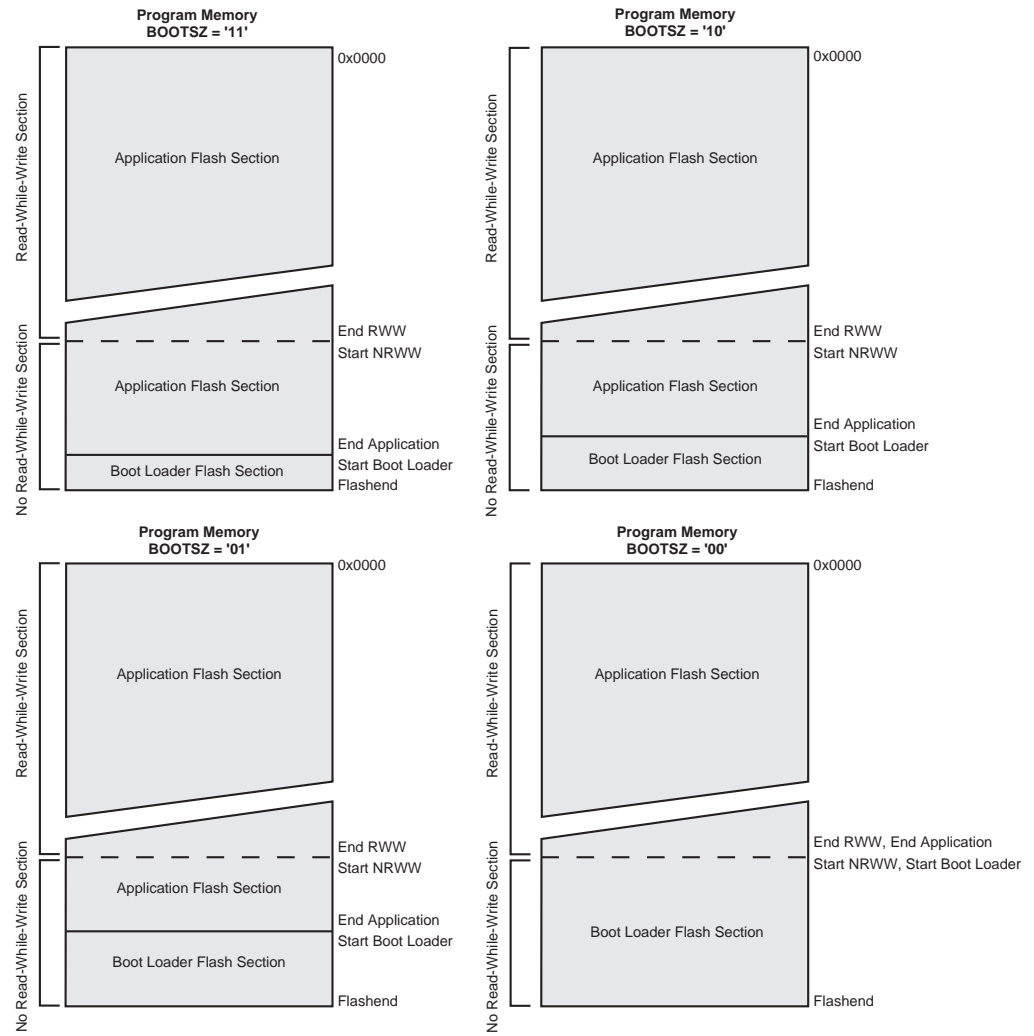 Program Memory
BOOTSZ = '11'
0x0000
Read-While-Write Section
Application Flash Section
End RWW
Start NRWW
No Read-While-Write Section
Application Flash Section
End Application
Start Boot Loader
Boot Loader Flash Section
Flashend
Program Memory
BOOTSZ = '10'
0x0000
Read-While-Write Section
Application Flash Section
End RWW
Start NRWW
No Read-While-Write Section
Application Flash Section
End Application
Start Boot Loader
Boot Loader Flash Section
Flashend
Program Memory
BOOTSZ = '01'
0x0000
Read-While-Write Section
Application Flash Section
End RWW
Start NRWW
No Read-While-Write Section
Application Flash Section
End Application
Start Boot Loader
Boot Loader Flash Section
Flashend
Program Memory
BOOTSZ = '00'
0x0000
Read-While-Write Section
Application Flash Section
End RWW, End Application
Start NRWW, Start Boot Loader
No Read-While-Write Section
Boot Loader Flash Section
Flashend